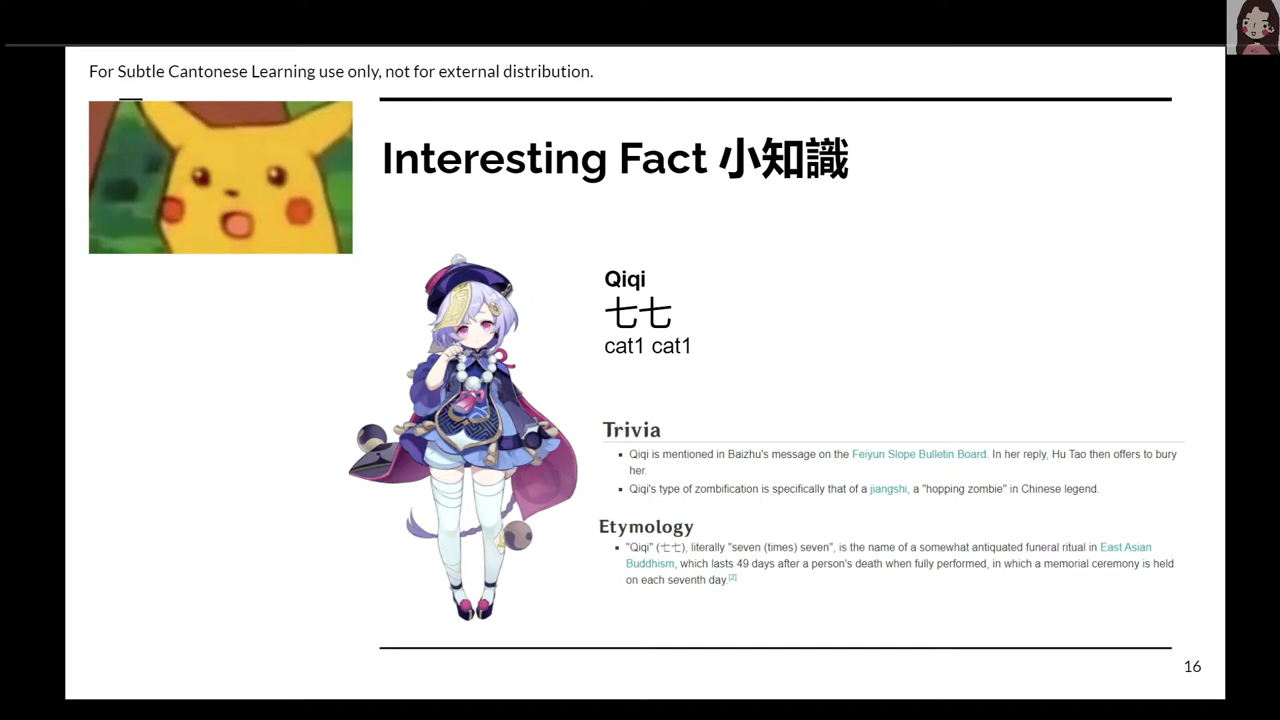 For Subtle Cantonese Learning use only, not for external distribution.
Interesting Fact 小知識
Qiqi
七七
cat1 cat1
Trivia
Qiqi is mentioned in Baizhu's message on the Feiyun Slope Bulletin Board. In her reply, Hu Tao then offers to bury
her.
Qiqi's type of zombification is specifically that of a jiangshi, a "hopping zombie" in Chinese legend.
Etymology
"Qiqi" (七七), literally "seven (times) seven", is the name of a somewhat antiquated funeral ritual in East Asian
Buddhism, which lasts 49 days after a person's death when fully performed, in which a memorial ceremony is held
on each seventh day.[2]
16